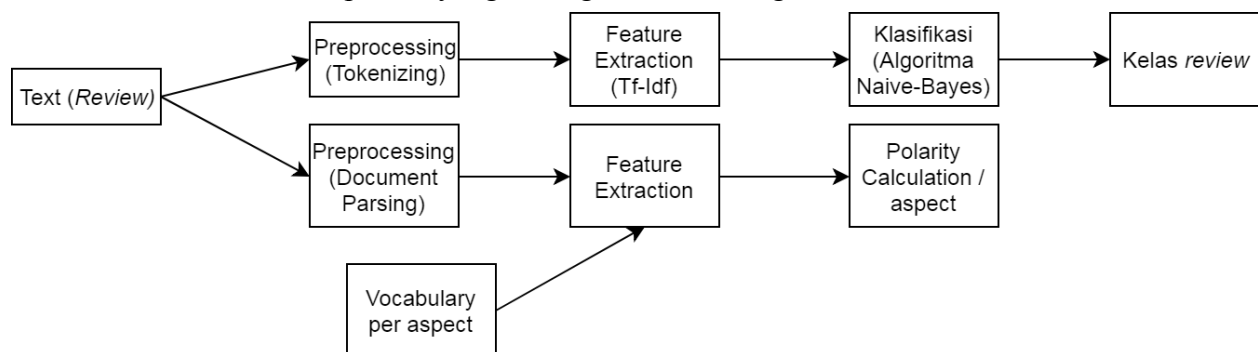 Text (Review)
Preprocessing
(Tokenizing)
Feature
Extraction
(Tf-Idf)
Klasifikasi
(Algoritma
Naive-Bayes)
Kelas review
Preprocessing
(Document
Parsing)
Feature
Extraction
Polarity
Calculation /
aspect
Vocabulary
per aspect